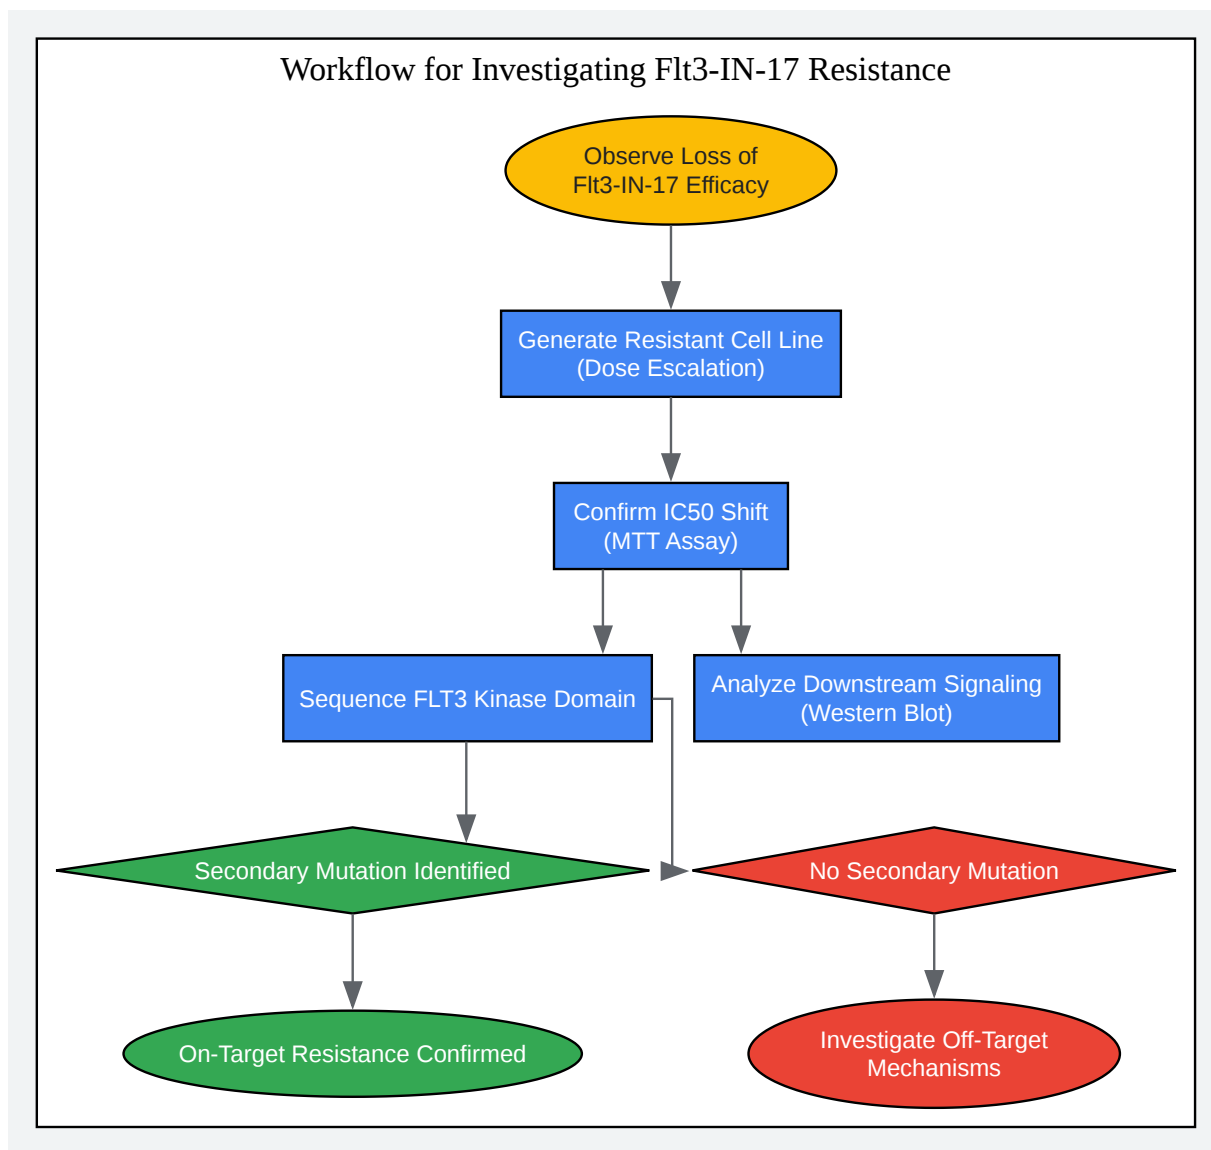 Workflow for Investigating Flt3-IN-17 Resistance
Observe Loss of
Flt3-IN-17 Efficacy
Generate Resistant Cell Line
(Dose Escalation)
Confirm IC50 Shift
(MTT Assay)
Sequence FLT3 Kinase Domain
Analyze Downstream Signaling
(Western Blot)
Secondary Mutation Identified
No Secondary Mutation
On-Target Resistance Confirmed
Investigate Off-Target
Mechanisms